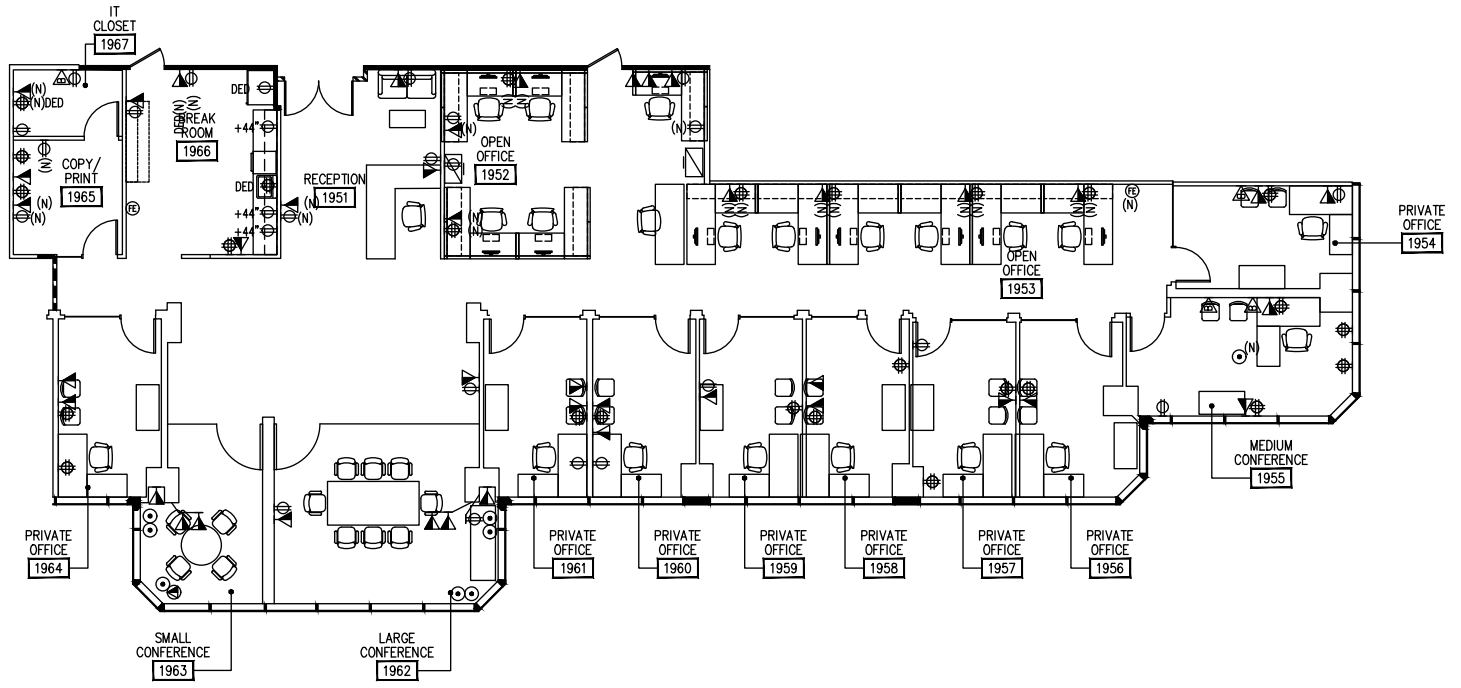 IT
CLOSET
1967
(N)
(N)DED
DED(N)
(N)
BREAK
ROOM
1966
DED
+44"
DED
+44"
+44"
COPY/
PRINT
1965
(N)
(N)
(N)
FE
RECEPTION
1951
(N)
(N)
(N)
(N)
(N)
OPEN
OFFICE
1952
(N)
(N)
(N)
(N)
(N)
(N)
(N)
(N)
(N)
(N)
(N)
(N)
(N)
FE
(N)
OPEN
OFFICE
1953
PRIVATE
OFFICE
1954
(N)
MEDIUM
CONFERENCE
1955
PRIVATE
OFFICE
1964
PRIVATE
OFFICE
1961
PRIVATE
OFFICE
1960
PRIVATE
OFFICE
1959
PRIVATE
OFFICE
1958
PRIVATE
OFFICE
1957
PRIVATE
OFFICE
1956
SMALL
CONFERENCE
1963
LARGE
CONFERENCE
1962